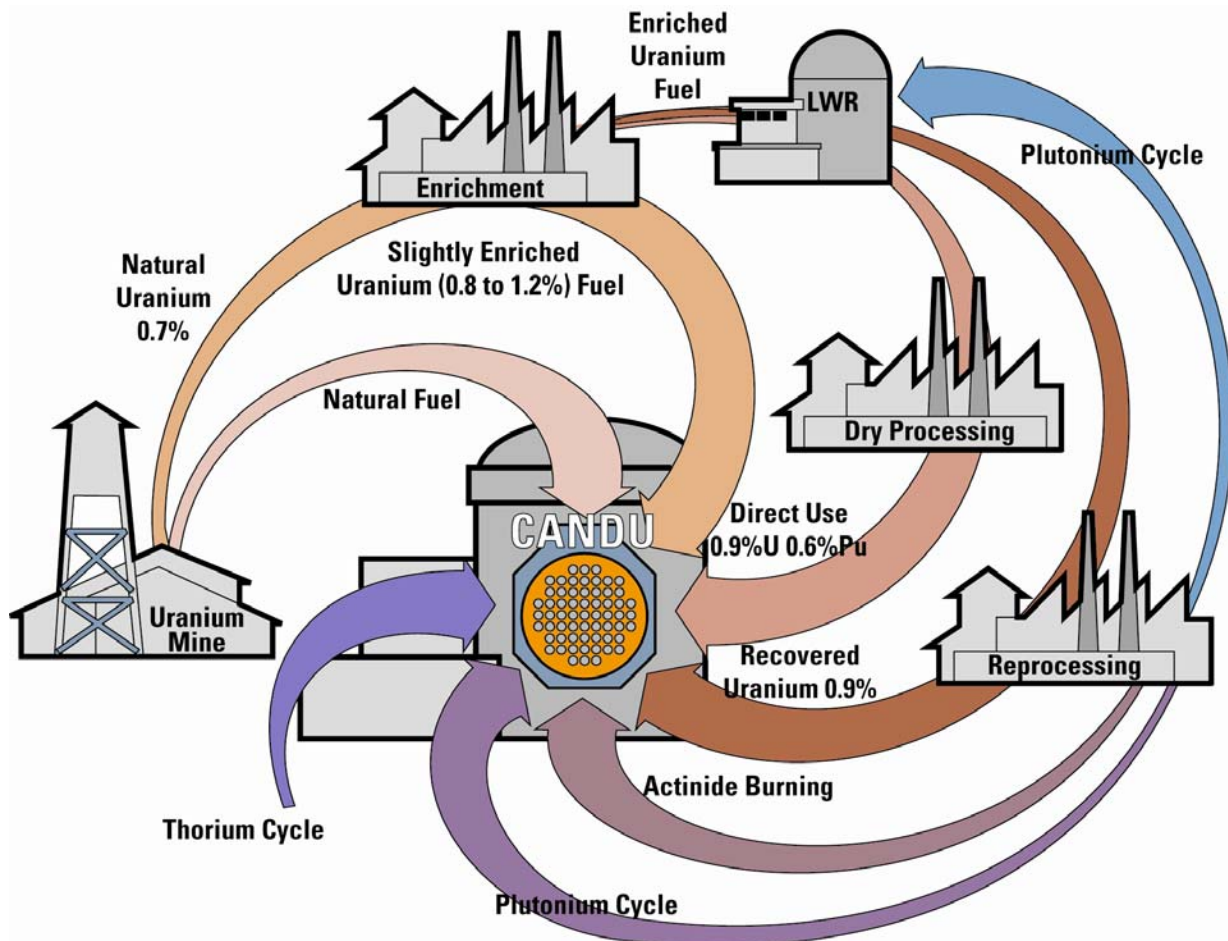 Enriched
Uranium
Fuel
LWR
Plutonium Cycle
Enrichment
Slightly Enriched
Uranium (0.8 to 1.2%) Fuel
Natural
Uranium
0.7%
Natural Fuel
Dry Processing
CANDU
Direct Use
0.9%U 0.6%Pu
Uranium
Mine
Recovered
Uranium 0.9%
Reprocessing
Actinide Burning
Thorium Cycle
Plutonium Cycle